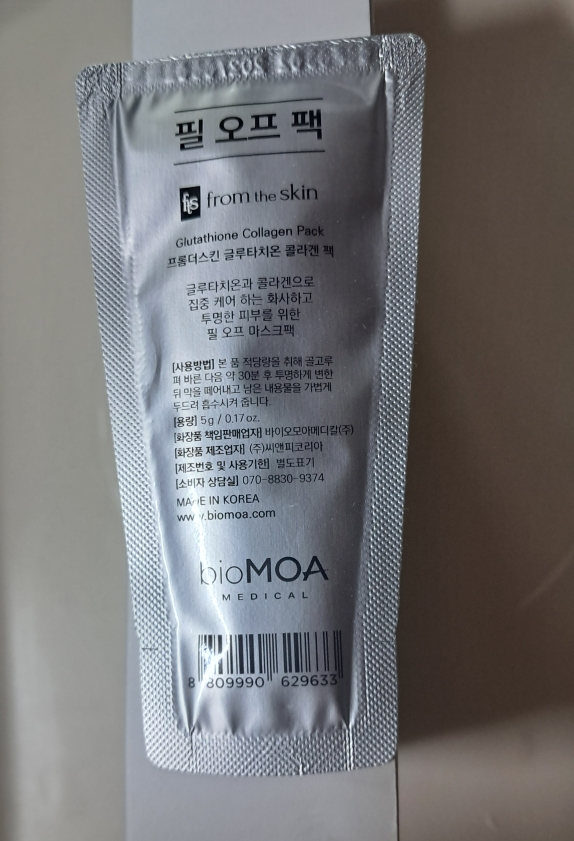 필 오프 팩
fts from the skin
Glutathione Collagen Pack
프롬더스킨 글루타치온 콜라겐 팩
글루타치온과 콜라겐으로
집중 케어 하는 화사하고
투명한 피부를 위한
필 오프 마스크팩
[사용방법] 본 품 적당량을 취해 골고루
펴 바른 다음 약 30분 후 투명하게 변한
뒤 막을 떼어내고 남은 내용물을 가볍게
두드려 흡수시켜 줍니다.
[용량] 5g / 0.17oz.
[화장품 책임판매업자] 바이오모아메디칼(주)
[화장품 제조업자] (주)씨앤피코리아
[제조번호 및 사용기한] 별도표기
[소비자 상담실] 070-8830-9374
MADE IN KOREA
www.biomoa.com
bioMOA
MEDICAL
8 809990 629633